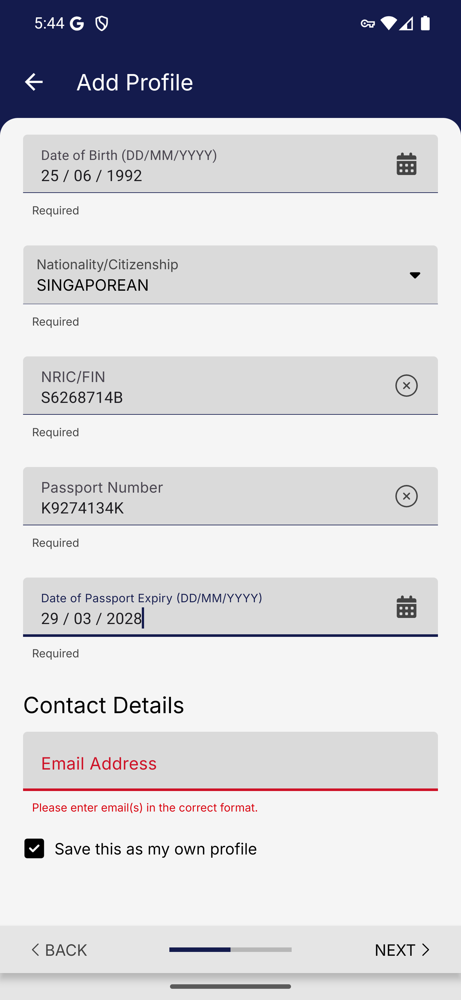 5:44
Add Profile
Date of Birth (DD/MM/YYYY)
25 / 06 / 1992
Required
Nationality/Citizenship
SINGAPOREAN
Required
NRIC/FIN
S6268714B
Required
Passport Number
K9274134K
Required
Date of Passport Expiry (DD/MM/YYYY)
29 / 03 / 2028
Required
Contact Details
Email Address
Please enter email(s) in the correct format.
Save this as my own profile
BACK
NEXT